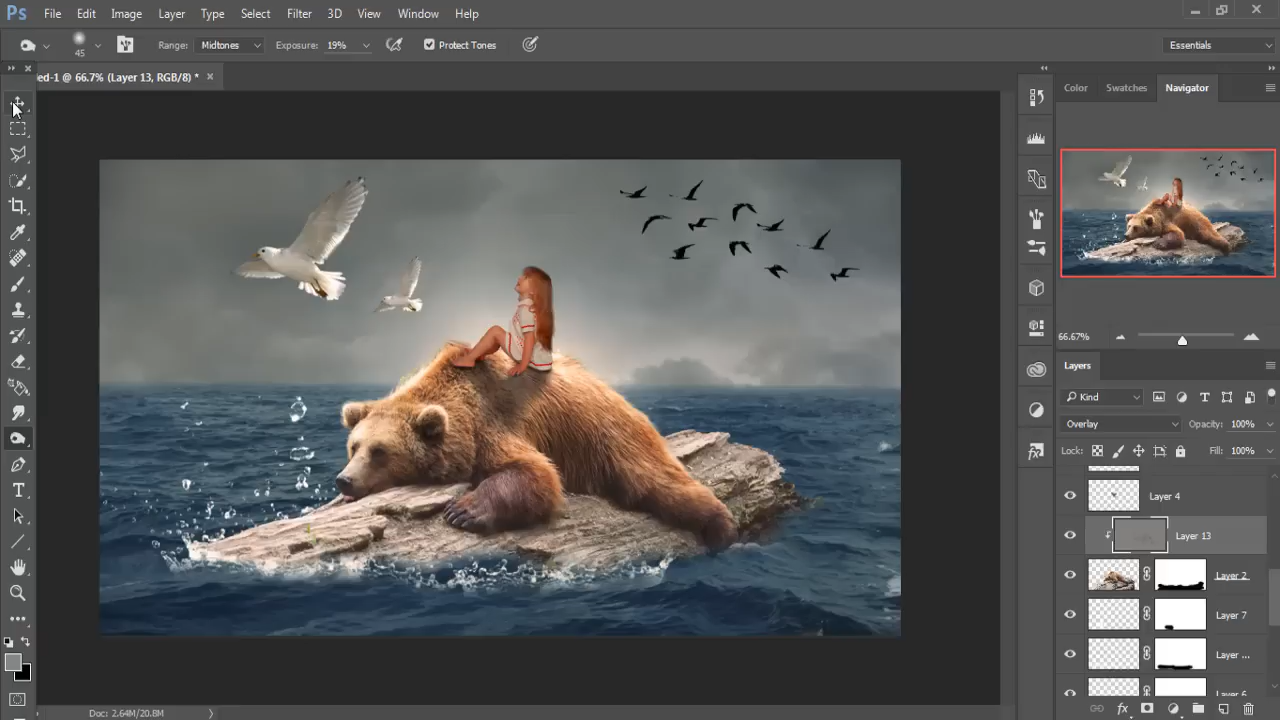 Ps File Edit Image Layer Type Select Filter 3D View Window Help
45 Range: Midtones Exposure: 19% Protect Tones Essentials
ed-1 @ 66.7% (Layer 13, RGB/8) *
Color Swatches Navigator
66.67%
Layers
Kind
Overlay Opacity: 100%
Lock: Fill: 100%
Layer 4
Layer 13
Layer 2
Layer 7
Layer ...
Layer 6
Doc: 2.64M/20.8M